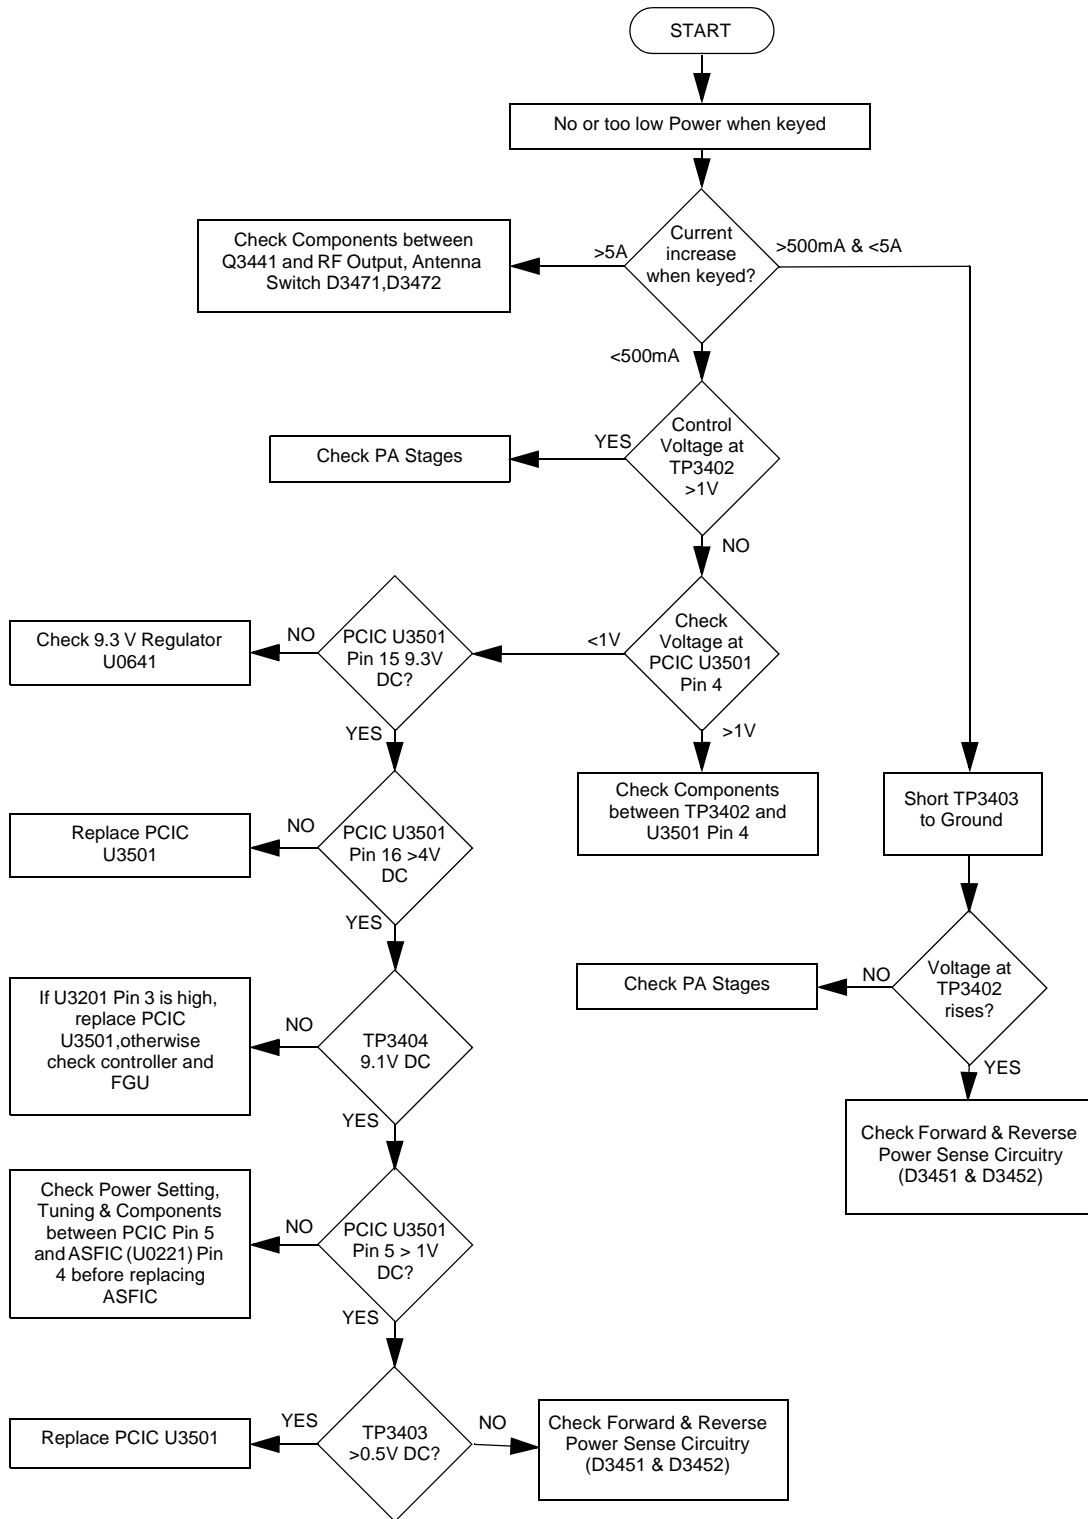 START
No or too low Power when keyed
Check Components between
Q3441 and RF Output, Antenna
Switch D3471,D3472
>5A
Current
increase
when keyed?
>500mA & <5A
<500mA
Check PA Stages
YES
Control
Voltage at
TP3402
>1V
NO
Check 9.3 V Regulator
U0641
NO
PCIC U3501
Pin 15 9.3V
DC?
<1V
Check
Voltage at
PCIC U3501
Pin 4
YES
>1V
Replace PCIC
U3501
NO
PCIC U3501
Pin 16 >4V
DC
Check Components
between TP3402 and
U3501 Pin 4
Short TP3403
to Ground
YES
If U3201 Pin 3 is high,
replace PCIC
U3501,otherwise
check controller and
FGU
NO
TP3404
9.1V DC
Check PA Stages
NO
Voltage at
TP3402
rises?
YES
YES
Check Forward & Reverse
Power Sense Circuitry
(D3451 & D3452)
Check Power Setting,
Tuning & Components
between PCIC Pin 5
and ASFIC (U0221) Pin
4 before replacing
ASFIC
NO
PCIC U3501
Pin 5 > 1V
DC?
YES
Replace PCIC U3501
YES
TP3403
>0.5V DC?
NO
Check Forward & Reverse
Power Sense Circuitry
(D3451 & D3452)